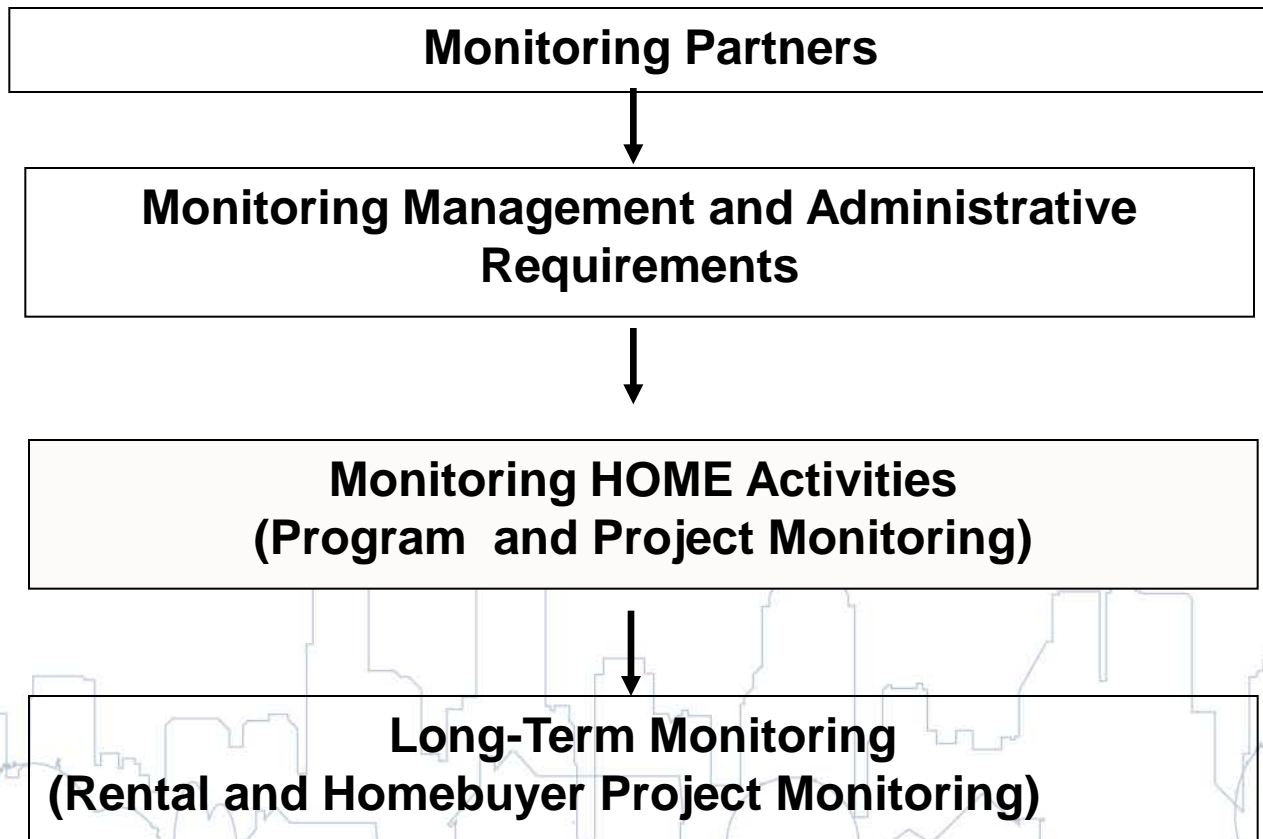 Monitoring Partners
Monitoring Management and Administrative
Requirements
Monitoring HOME Activities
(Program and Project Monitoring)
Long-Term Monitoring
(Rental and Homebuyer Project Monitoring)